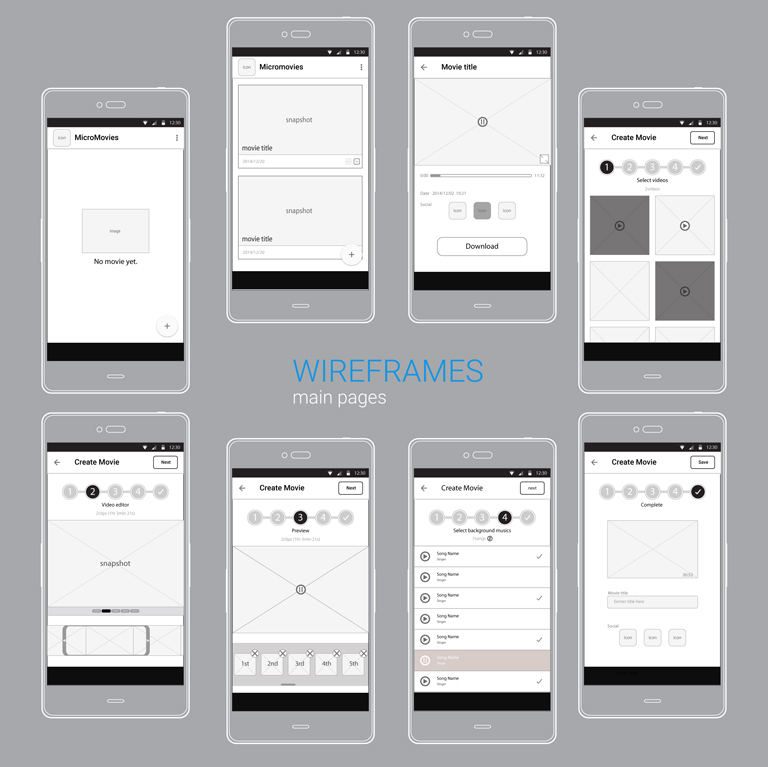 12:30
icon
MicroMovies
image
No movie yet.
+
12:30
icon
Micromovies
snapshot
movie title
2014/12/20
snapshot
movie title
2014/12/20
+
12:30
Movie title
0:00
11:32
Date 2014/12/02 19:21
Social
icon
icon
icon
Download
12:30
Create Movie
Next
1 2 3 4
Select videos
2videos
WIREFRAMES
main pages
12:30
Create Movie
Next
1 2 3 4
Video editor
snapshot
12:30
Create Movie
Next
1 2 3 4
Preview
1st 2nd 3rd 4th 5th
12:30
Create Movie
next
1 2 3 4
Select background musics
Song Name
Singer
Song Name
Singer
Song Name
Singer
Song Name
Singer
Song Name
Singer
Song Name
Song Name
Singer
12:30
Create Movie
Save
1 2 3 4
Complete
Movie title
Enter title here
Social
icon
icon
icon